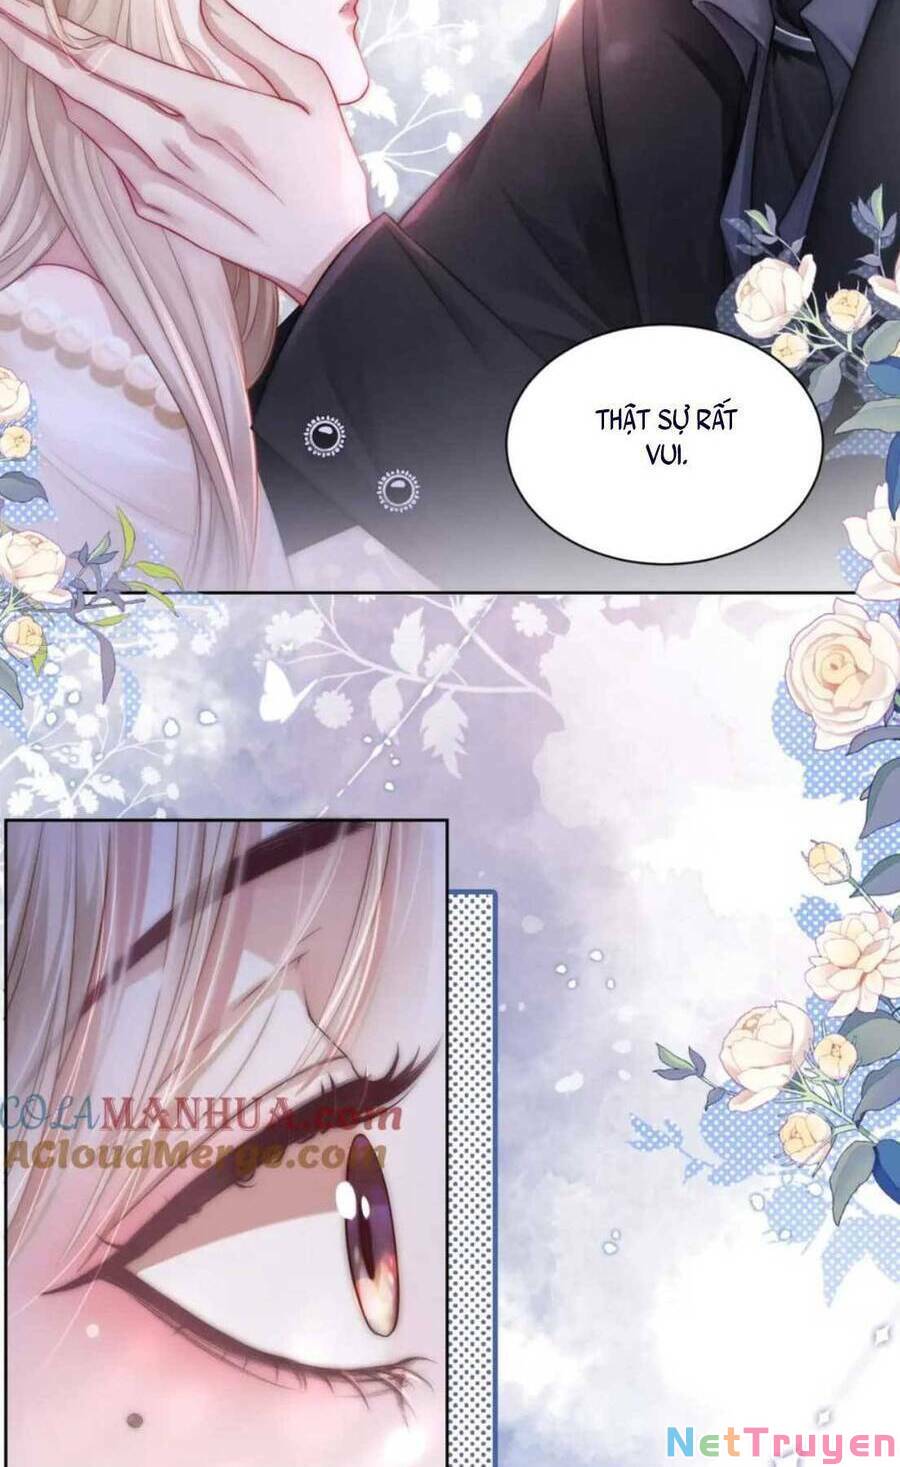 THẬT SỰ RẤT
VUI.
COLAMANHUA.com
ACloudMerge.com
NetTruyen